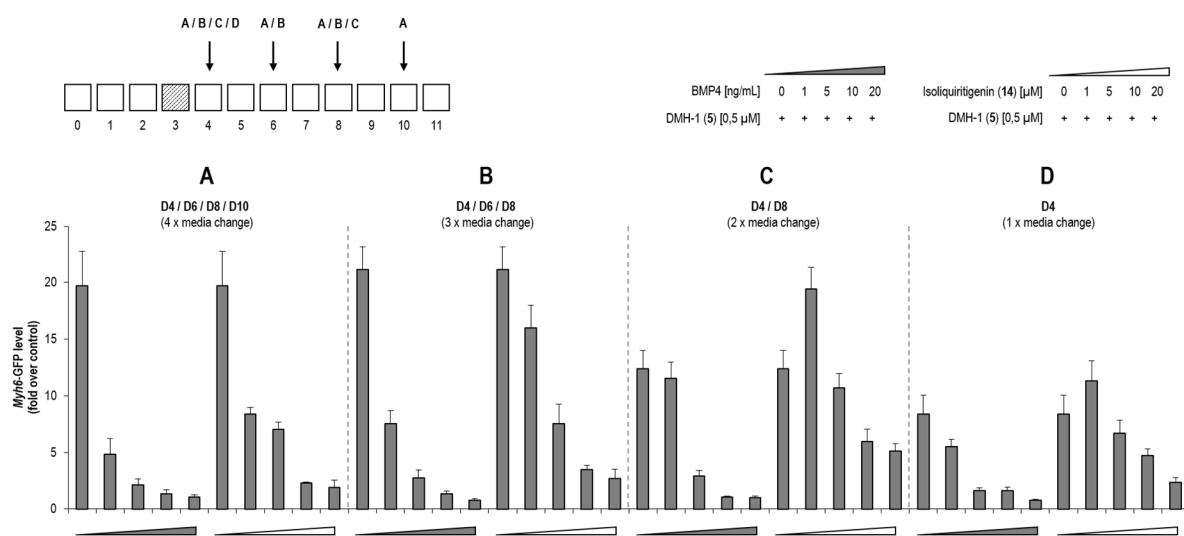 A / B / C / D
A / B
A / B / C
A
0 1 2 3 4 5 6 7 8 9 10 11
BMP4 [ng/mL] 0 1 5 10 20
DMH-1 (5) [0,5 µM] + + + + +
Isoliquiritigenin (14) [µM] 0 1 5 10 20
DMH-1 (5) [0,5 µM] + + + + +
A
D4 / D6 / D8 / D10
(4 x media change)
B
D4 / D6 / D8
(3 x media change)
C
D4 / D8
(2 x media change)
D
D4
(1 x media change)
Myh6-GFP level
(fold over control)
25
20
15
10
5
0